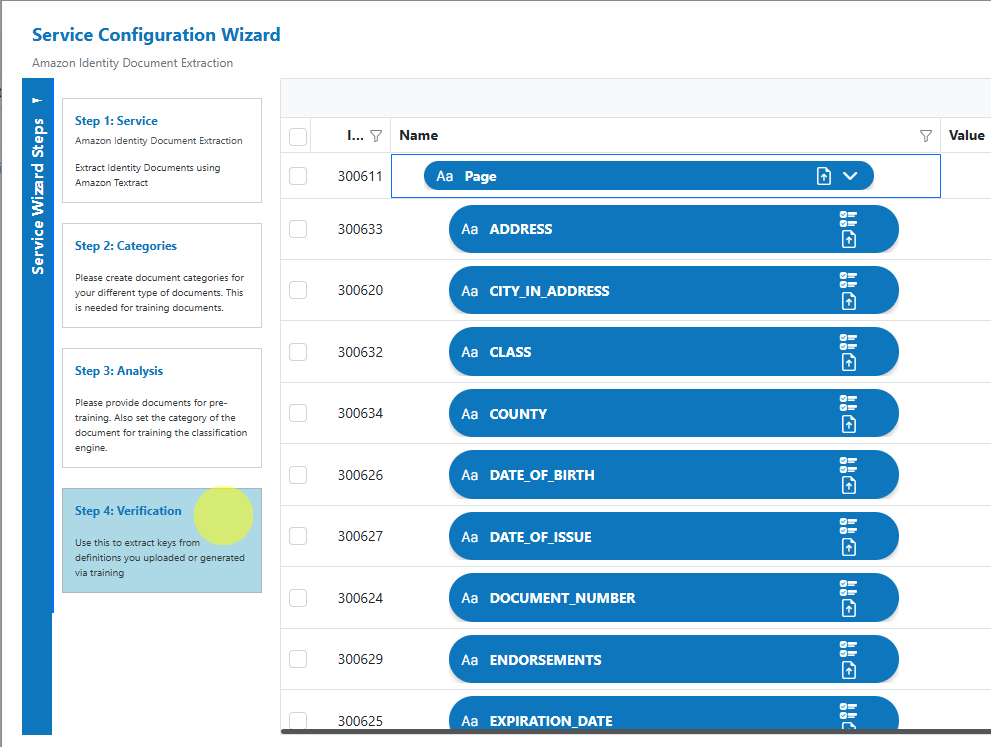 Service Configuration Wizard
Amazon Identity Document Extraction
Service Wizard Steps
Step 1: Service
Amazon Identity Document Extraction
Extract Identity Documents using
Amazon Textract
Step 2: Categories
Please create document categories for
your different type of documents. This
is needed for training documents.
Step 3: Analysis
Please provide documents for pre-
training. Also set the category of the
document for training the classification
engine.
Step 4: Verification
Use this to extract keys from
definitions you uploaded or generated
via training
I... Name Value
300611 Aa Page
300633 Aa ADDRESS
300620 Aa CITY_IN_ADDRESS
300632 Aa CLASS
300634 Aa COUNTY
300626 Aa DATE_OF_BIRTH
300627 Aa DATE_OF_ISSUE
300624 Aa DOCUMENT_NUMBER
300629 Aa ENDORSEMENTS
300625 Aa EXPIRATION_DATE